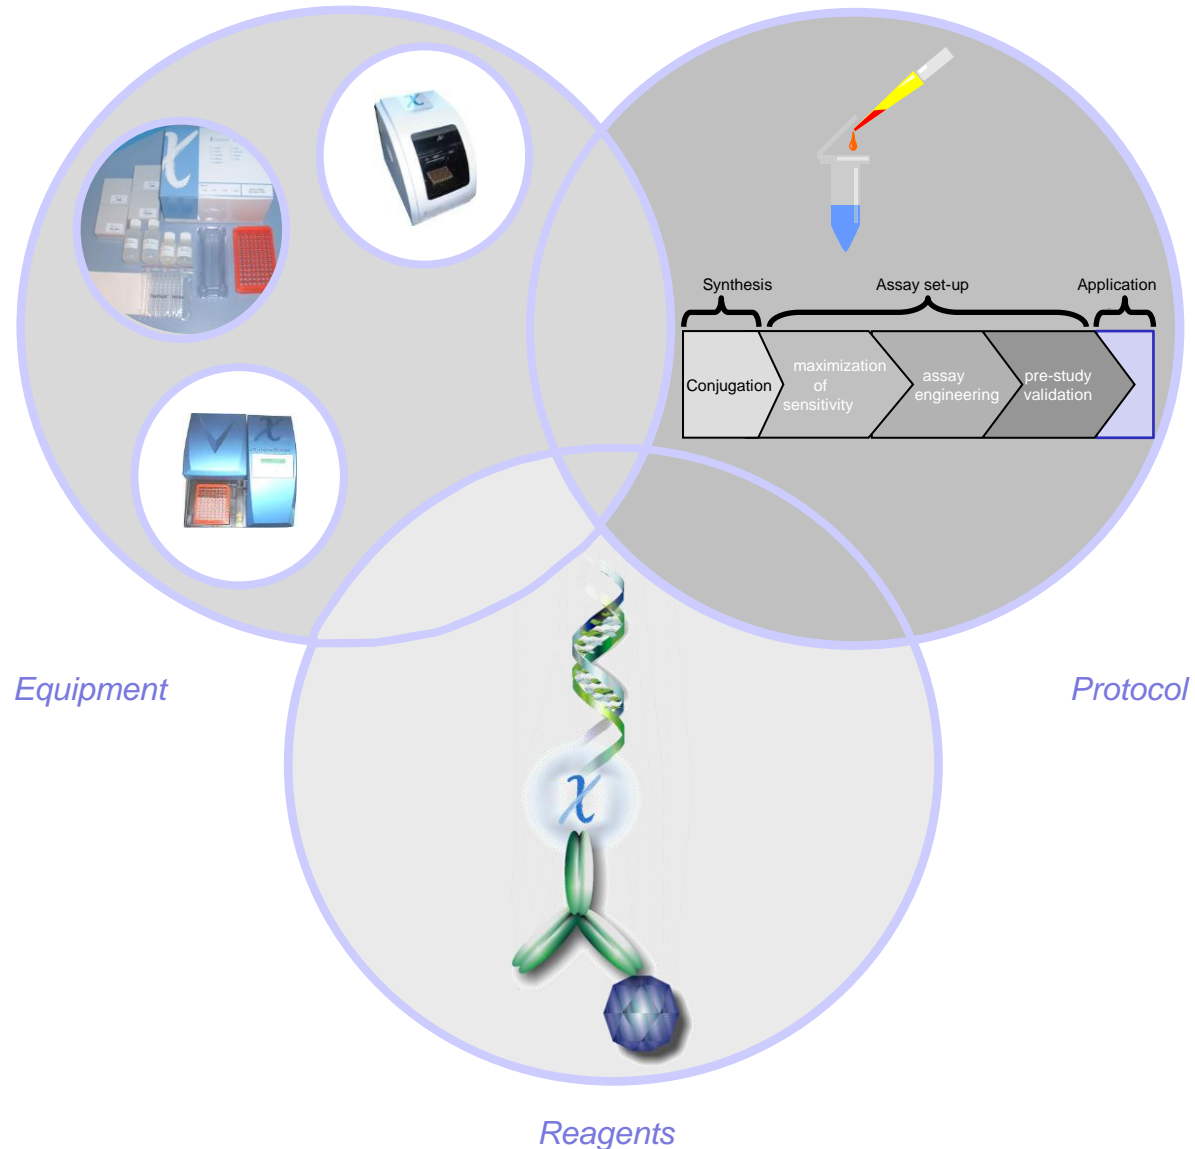 Synthesis
Assay set-up
Application
Conjugation
maximization
of
sensitivity
assay
engineering
pre-study
validation
Equipment
Protocol
Reagents
χ